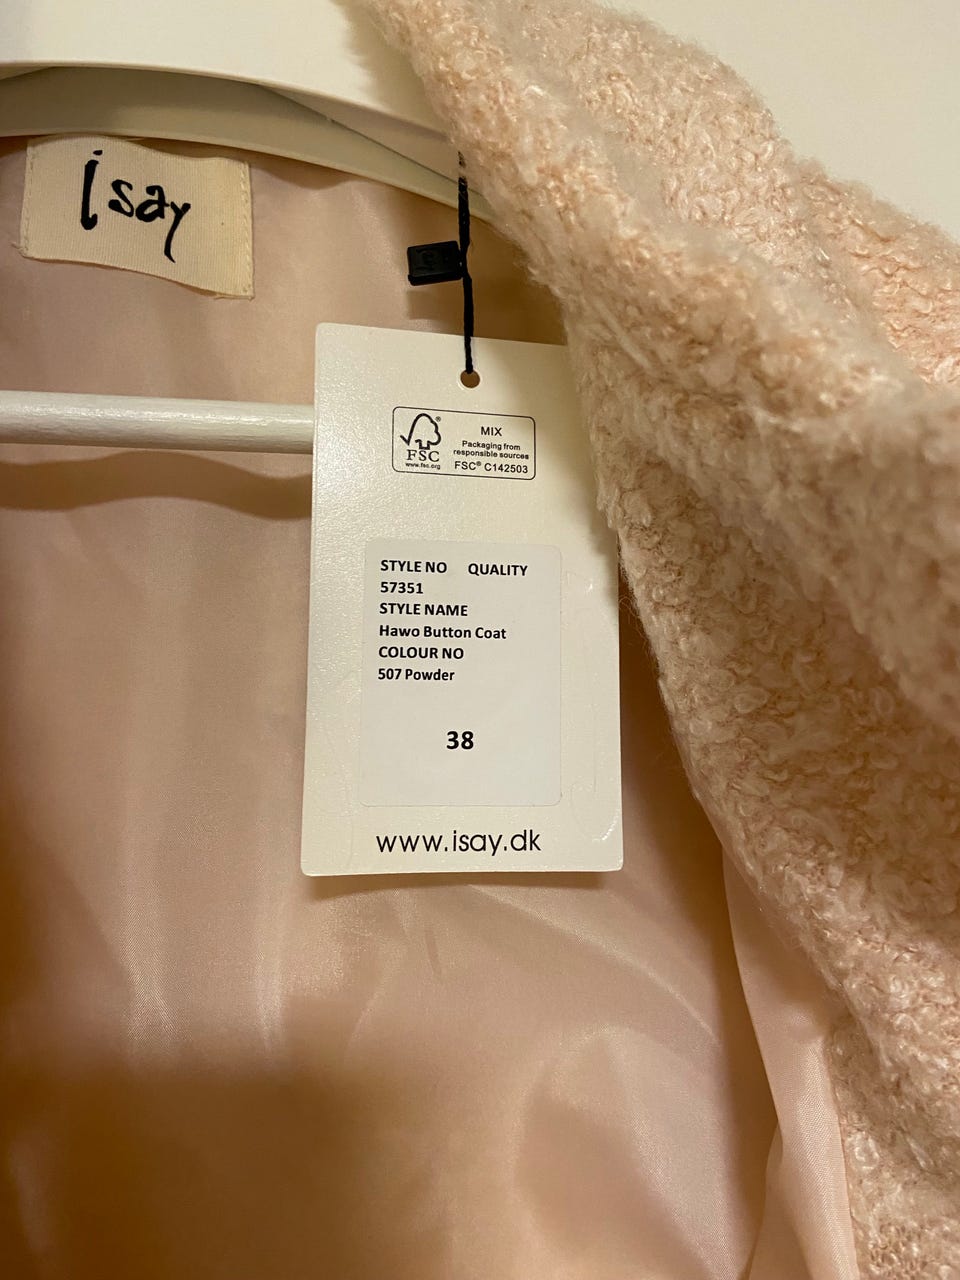 isay
FSC®
www.fsc.org
MIX
Packaging from
responsible sources
FSC® C142503
STYLE NO QUALITY
57351
STYLE NAME
Hawo Button Coat
COLOUR NO
507 Powder
38
www.isay.dk